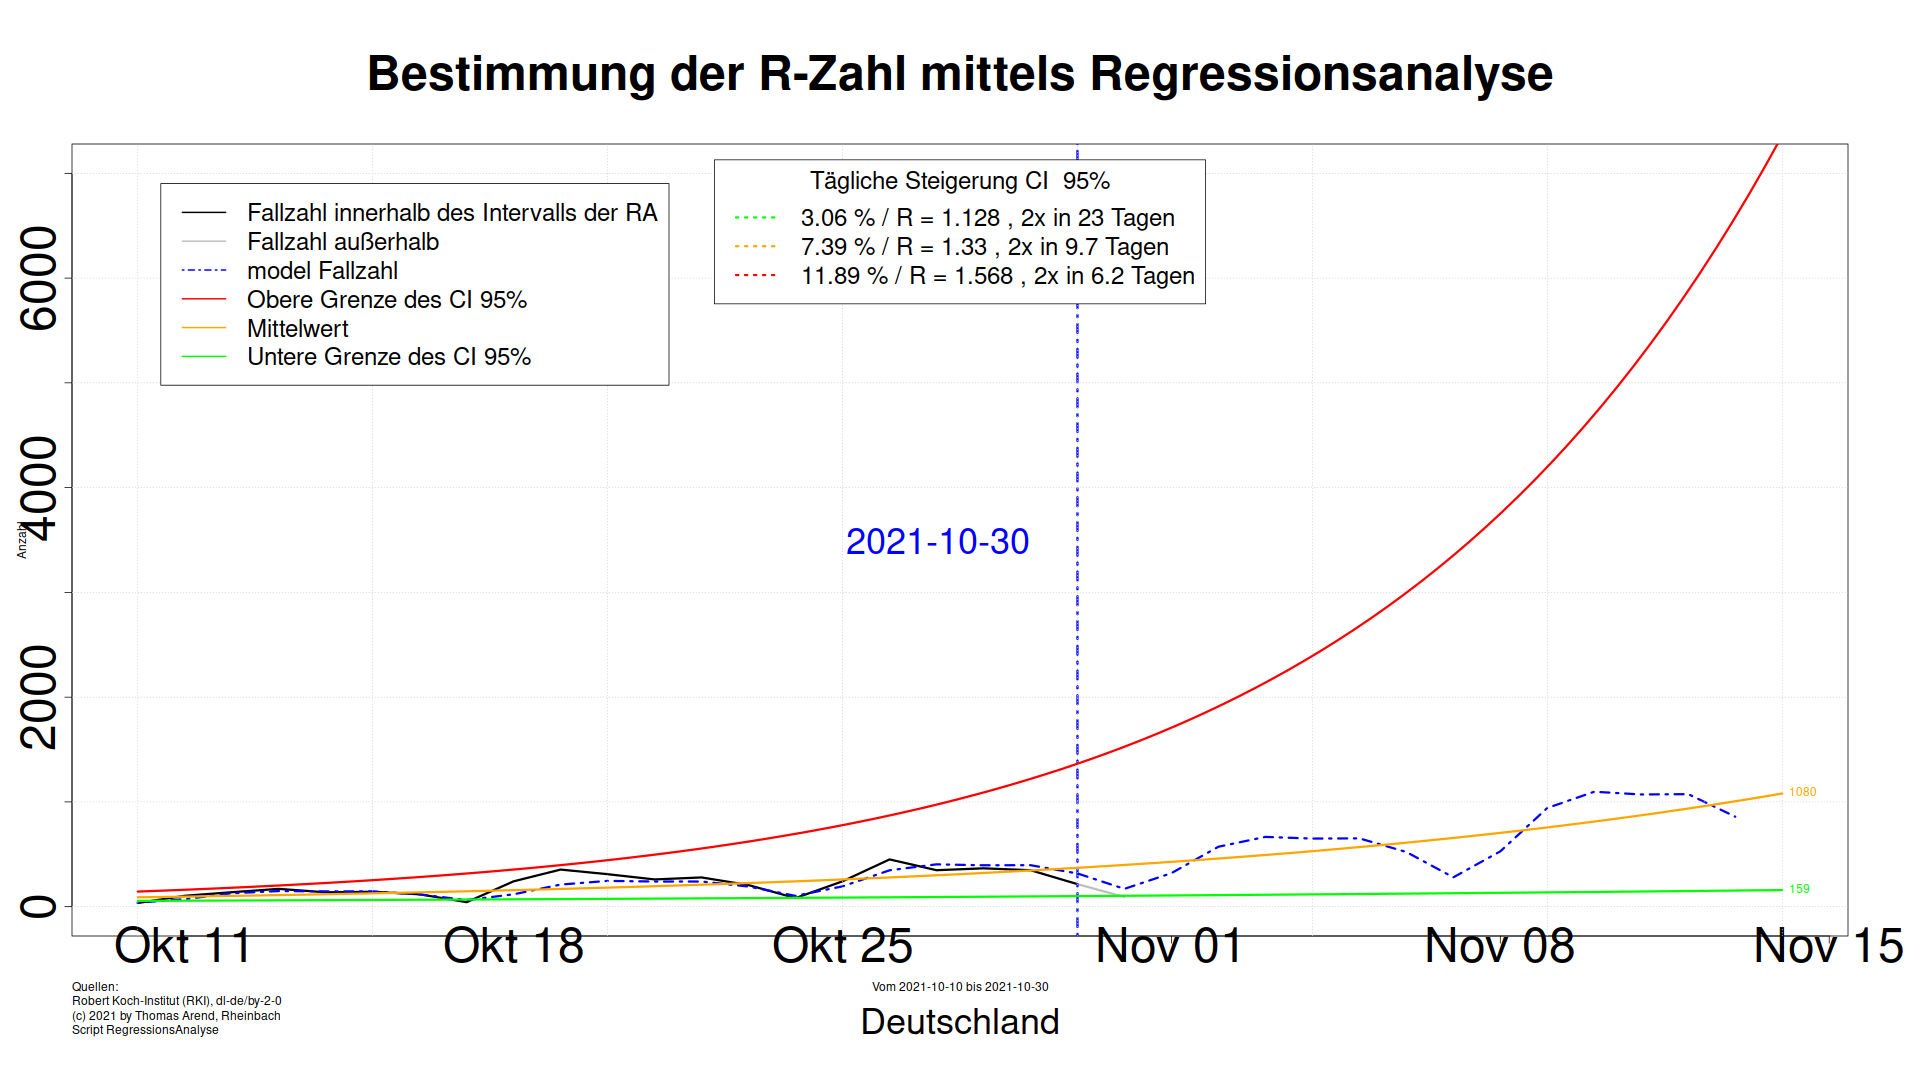 Bestimmung der R-Zahl mittels Regressionsanalyse
Fallzahl innerhalb des Intervalls der RA
Fallzahl außerhalb
model Fallzahl
Obere Grenze des CI 95%
Mittelwert
Untere Grenze des CI 95%
Tägliche Steigerung CI  95%
3.06 % / R = 1.128 , 2x in 23 Tagen
7.39 % / R = 1.33 , 2x in 9.7 Tagen
11.89 % / R = 1.568 , 2x in 6.2 Tagen
6000
4000
2000
0
Anzahl
2021-10-30
1080
159
Okt 11
Okt 18
Okt 25
Nov 01
Nov 08
Nov 15
Quellen:
Robert Koch-Institut (RKI), dl-de/by-2-0
(c) 2021 by Thomas Arend, Rheinbach
Script RegressionsAnalyse
Vom 2021-10-10 bis 2021-10-30
Deutschland